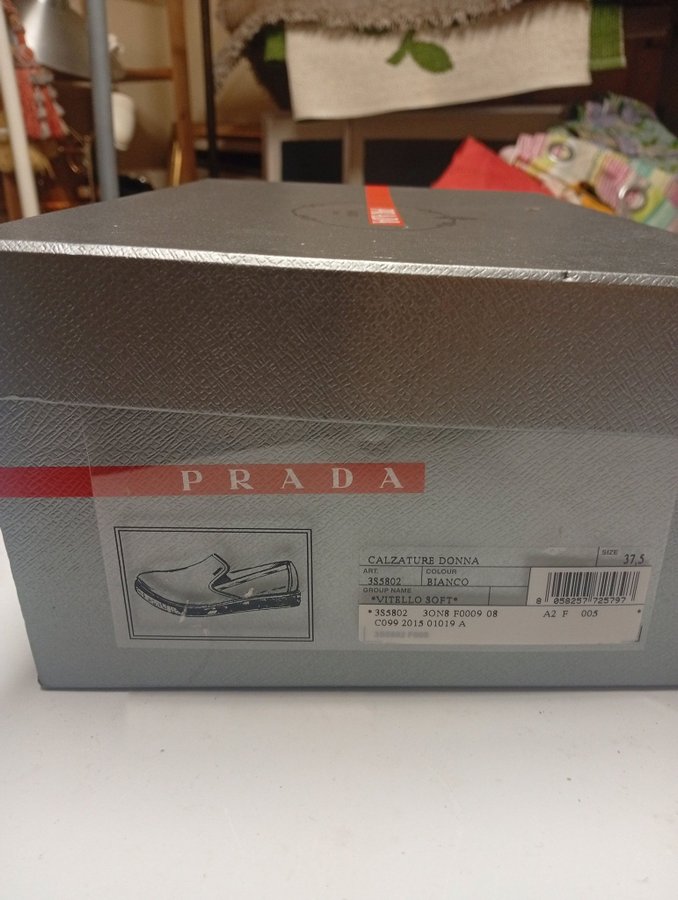 PRADA
PRADA
CALZATURE DONNA
SIZE 37,5
ART. COLOUR
3S5802 BIANCO
GROUP NAME
*VITELLO SOFT*
8 058257 725797
* 3S5802 3ON8 F0009 08 A2 F 005 *
C099 2015 01019 A